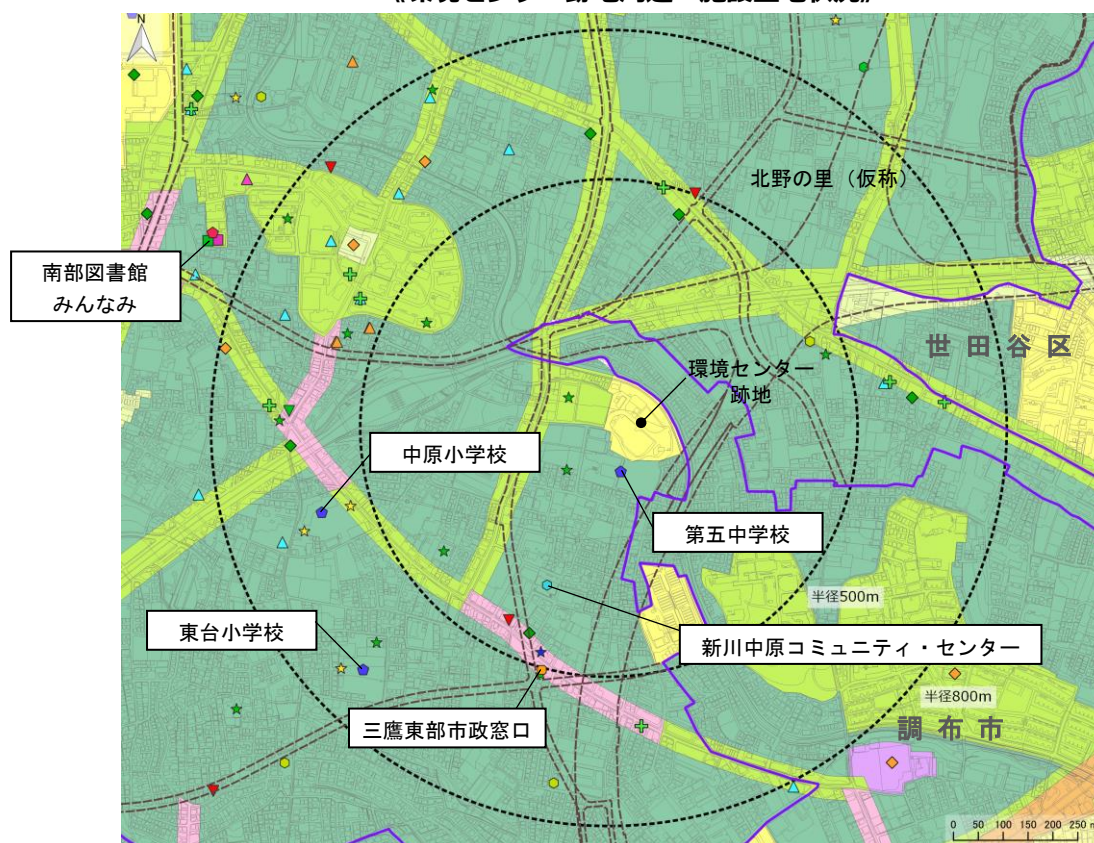 N
北野の里（仮称）
南部図書館
みんなみ
世田谷区
環境センター
跡地
中原小学校
第五中学校
半径500m
東台小学校
新川中原コミュニティ・センター
半径800m
三鷹東部市政窓口
調布市
0 50 100 150 200 250 m